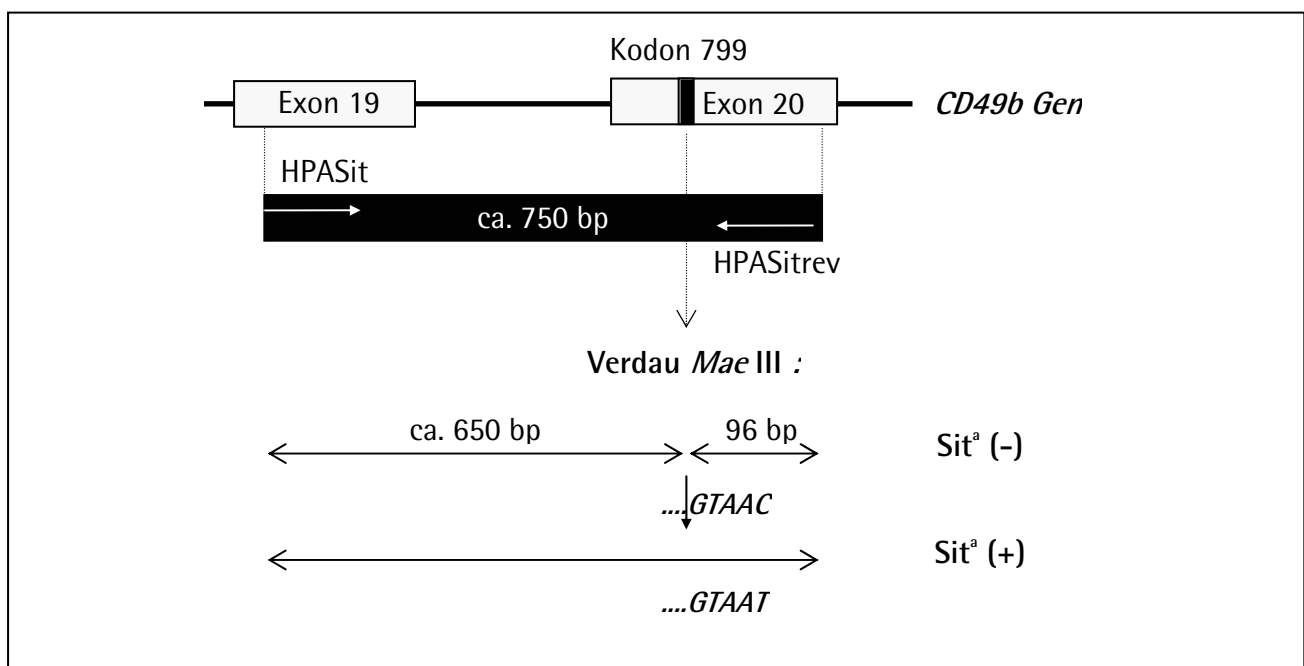 Kodon 799
Exon 19
Exon 20
CD49b Gen
HPASit
ca. 750 bp
HPASitrev
Verdau Mae III :
ca. 650 bp
96 bp
Sitᵃ (-)
....GTAAC
Sitᵃ (+)
....GTAAT